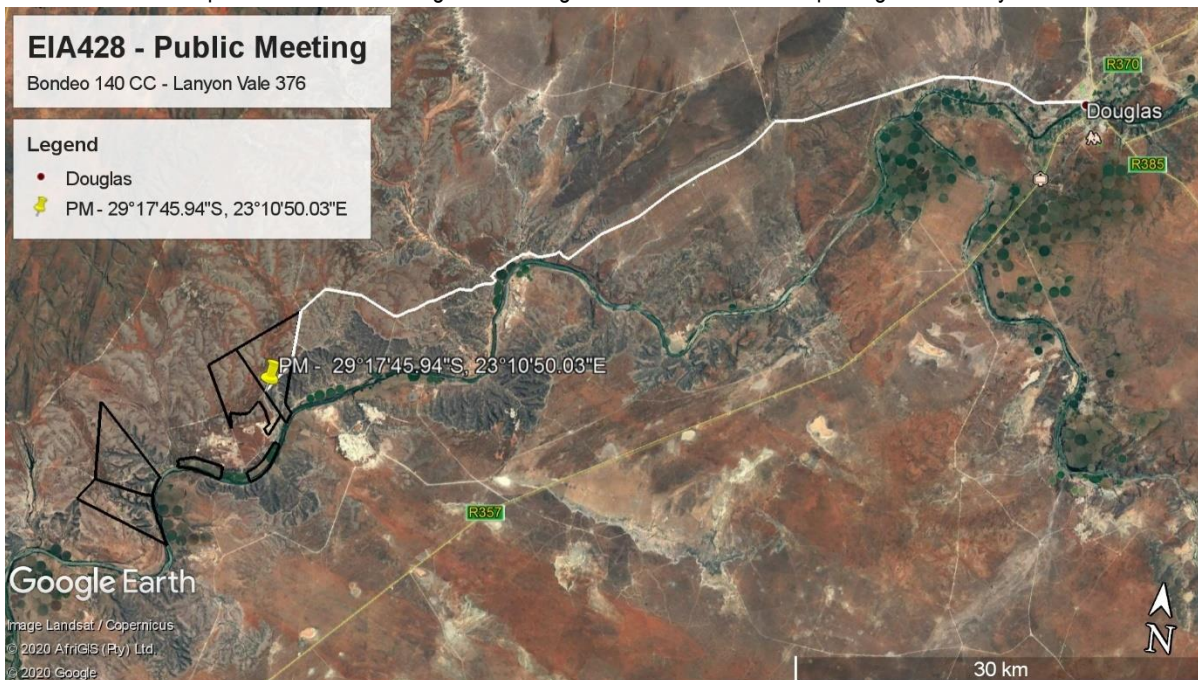 EIA428 - Public Meeting
Bondeo 140 CC - Lanyon Vale 376
Legend
Douglas
PM - 29°17'45.94"S, 23°10'50.03"E
R370
Douglas
R385
PM - 29°17'45.94"S, 23°10'50.03"E
R357
Google Earth
Image Landsat / Copernicus
© 2020 AfriGIS (Pty) Ltd.
© 2020 Google
N
30 km